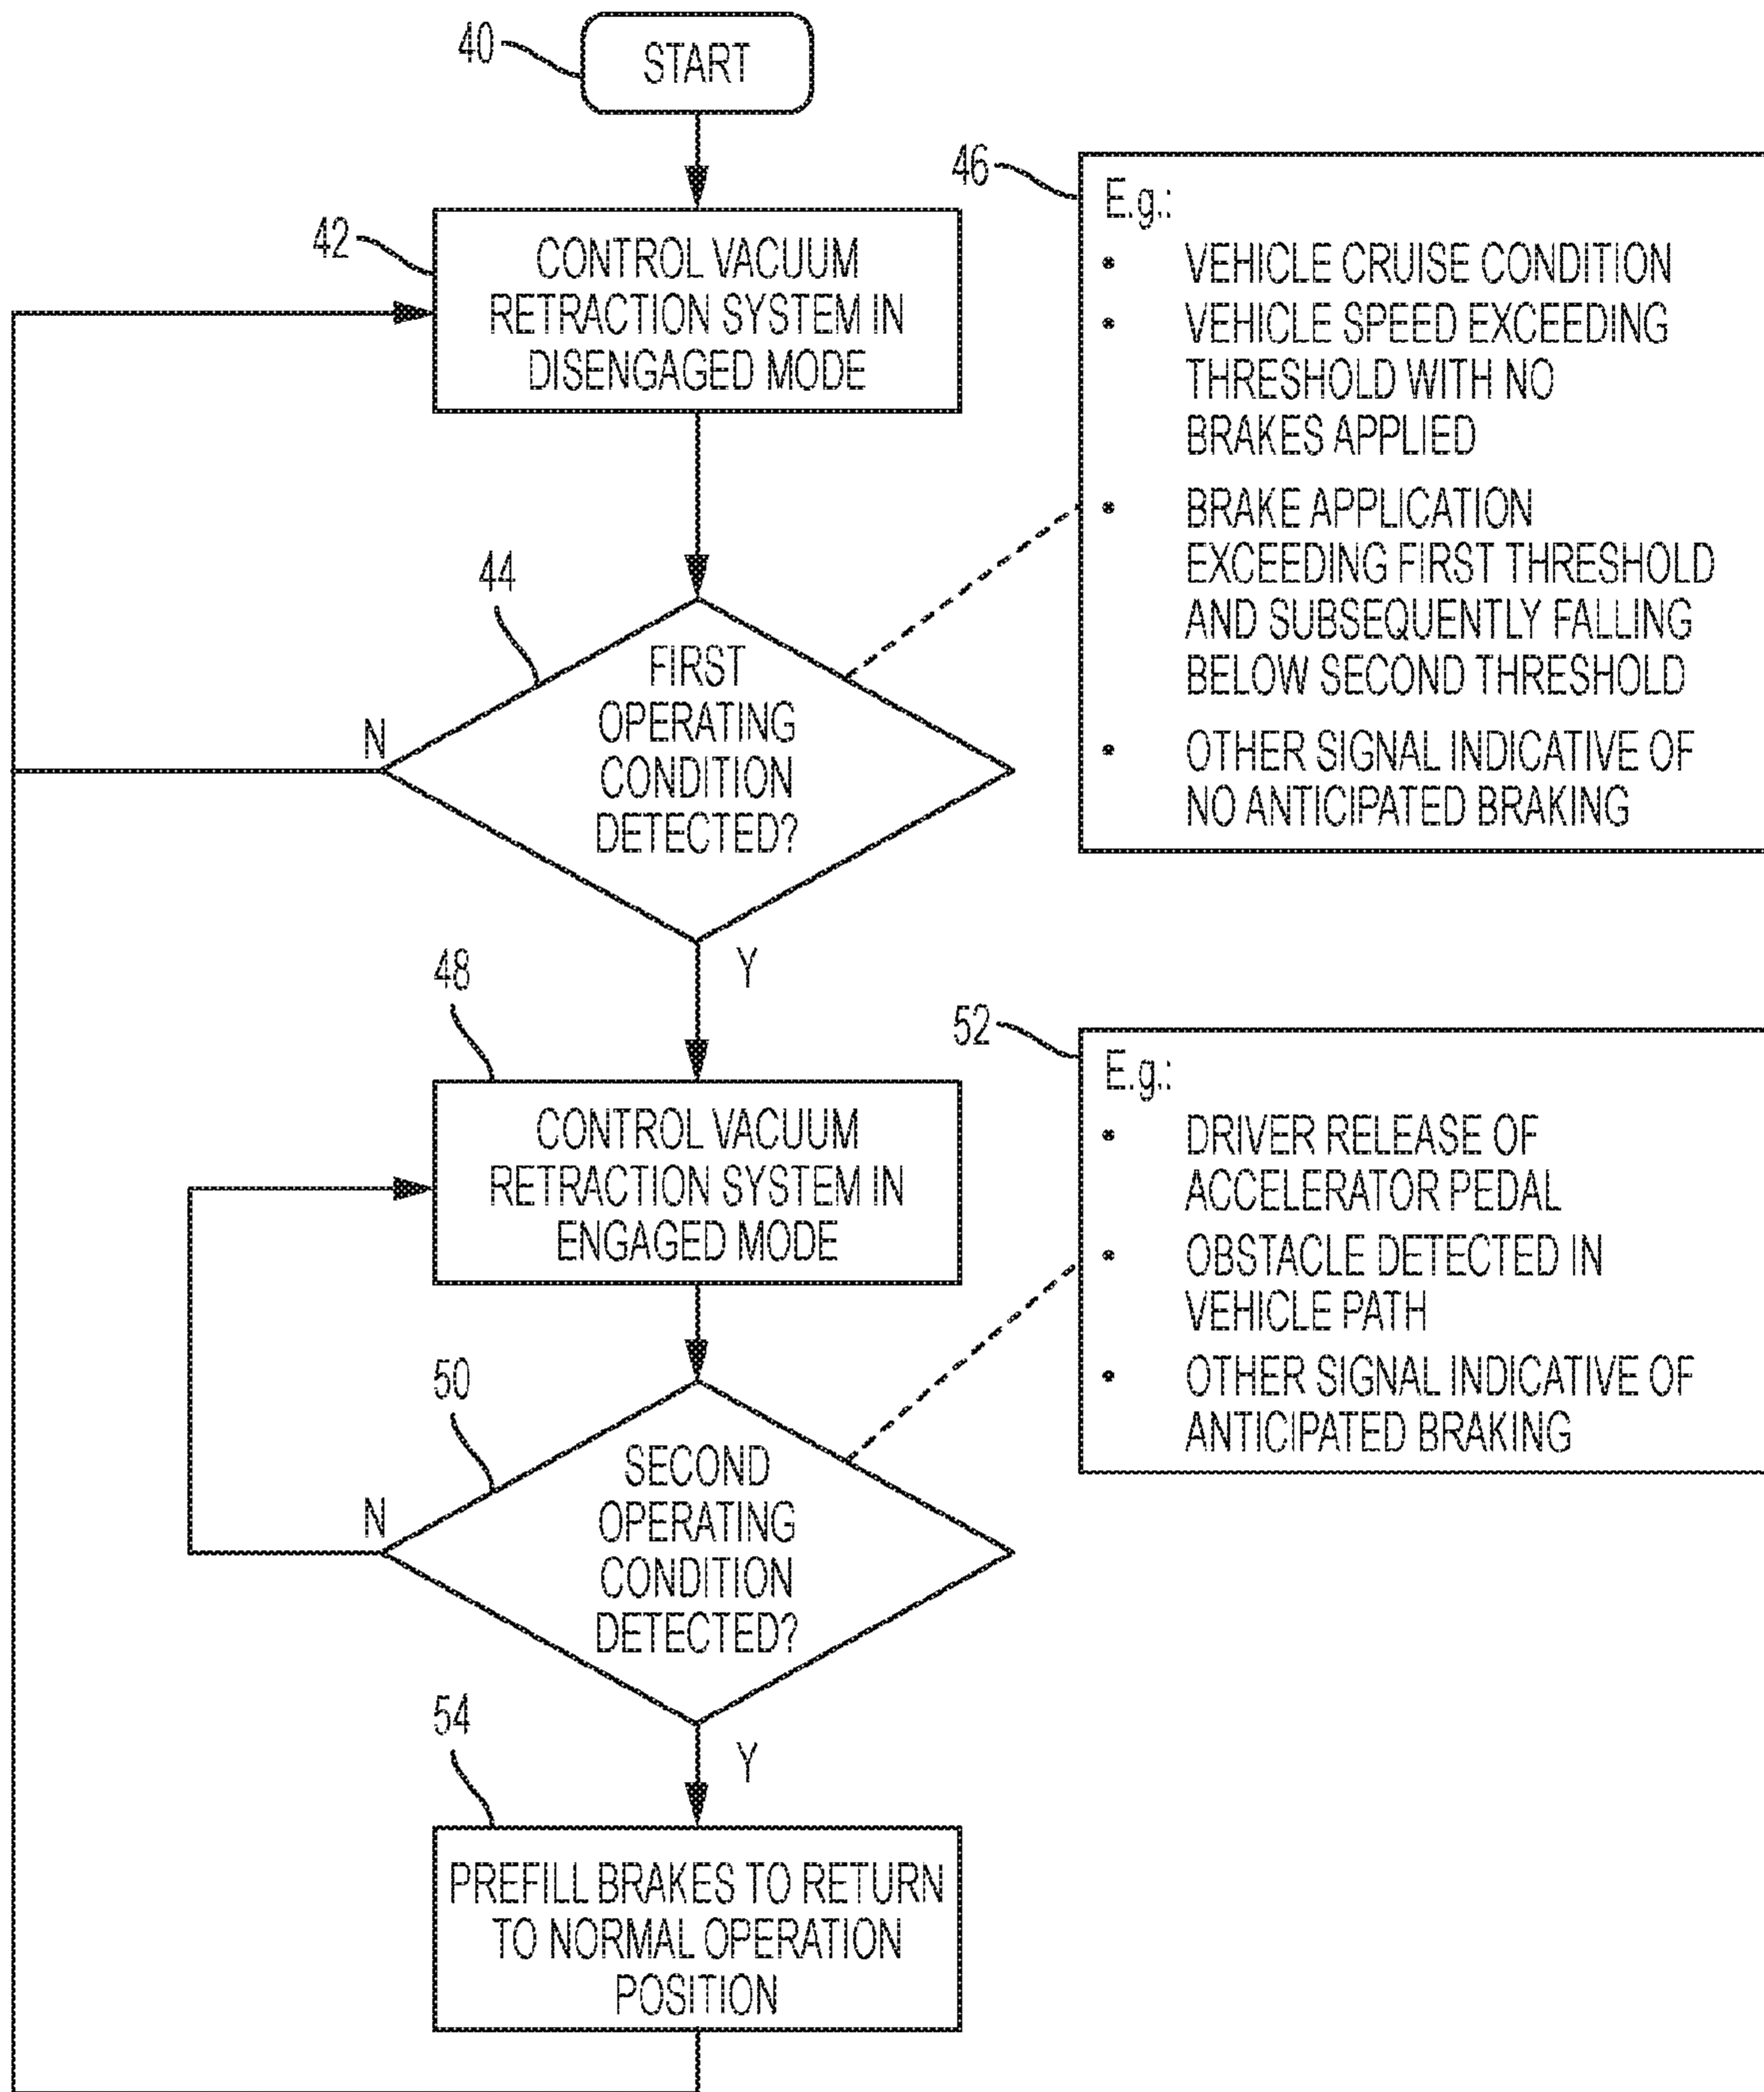 40
START
42
CONTROL VACUUM
RETRACTION SYSTEM IN
DISENGAGED MODE
46
E.g.:
• VEHICLE CRUISE CONDITION
• VEHICLE SPEED EXCEEDING
THRESHOLD WITH NO
BRAKES APPLIED
• BRAKE APPLICATION
EXCEEDING FIRST THRESHOLD
AND SUBSEQUENTLY FALLING
BELOW SECOND THRESHOLD
• OTHER SIGNAL INDICATIVE OF
NO ANTICIPATED BRAKING
44
FIRST
OPERATING
CONDITION
DETECTED?
N
Y
48
CONTROL VACUUM
RETRACTION SYSTEM IN
ENGAGED MODE
52
E.g.:
• DRIVER RELEASE OF
ACCELERATOR PEDAL
• OBSTACLE DETECTED IN
VEHICLE PATH
• OTHER SIGNAL INDICATIVE OF
ANTICIPATED BRAKING
50
SECOND
OPERATING
CONDITION
DETECTED?
N
Y
54
PREFILL BRAKES TO RETURN
TO NORMAL OPERATION
POSITION